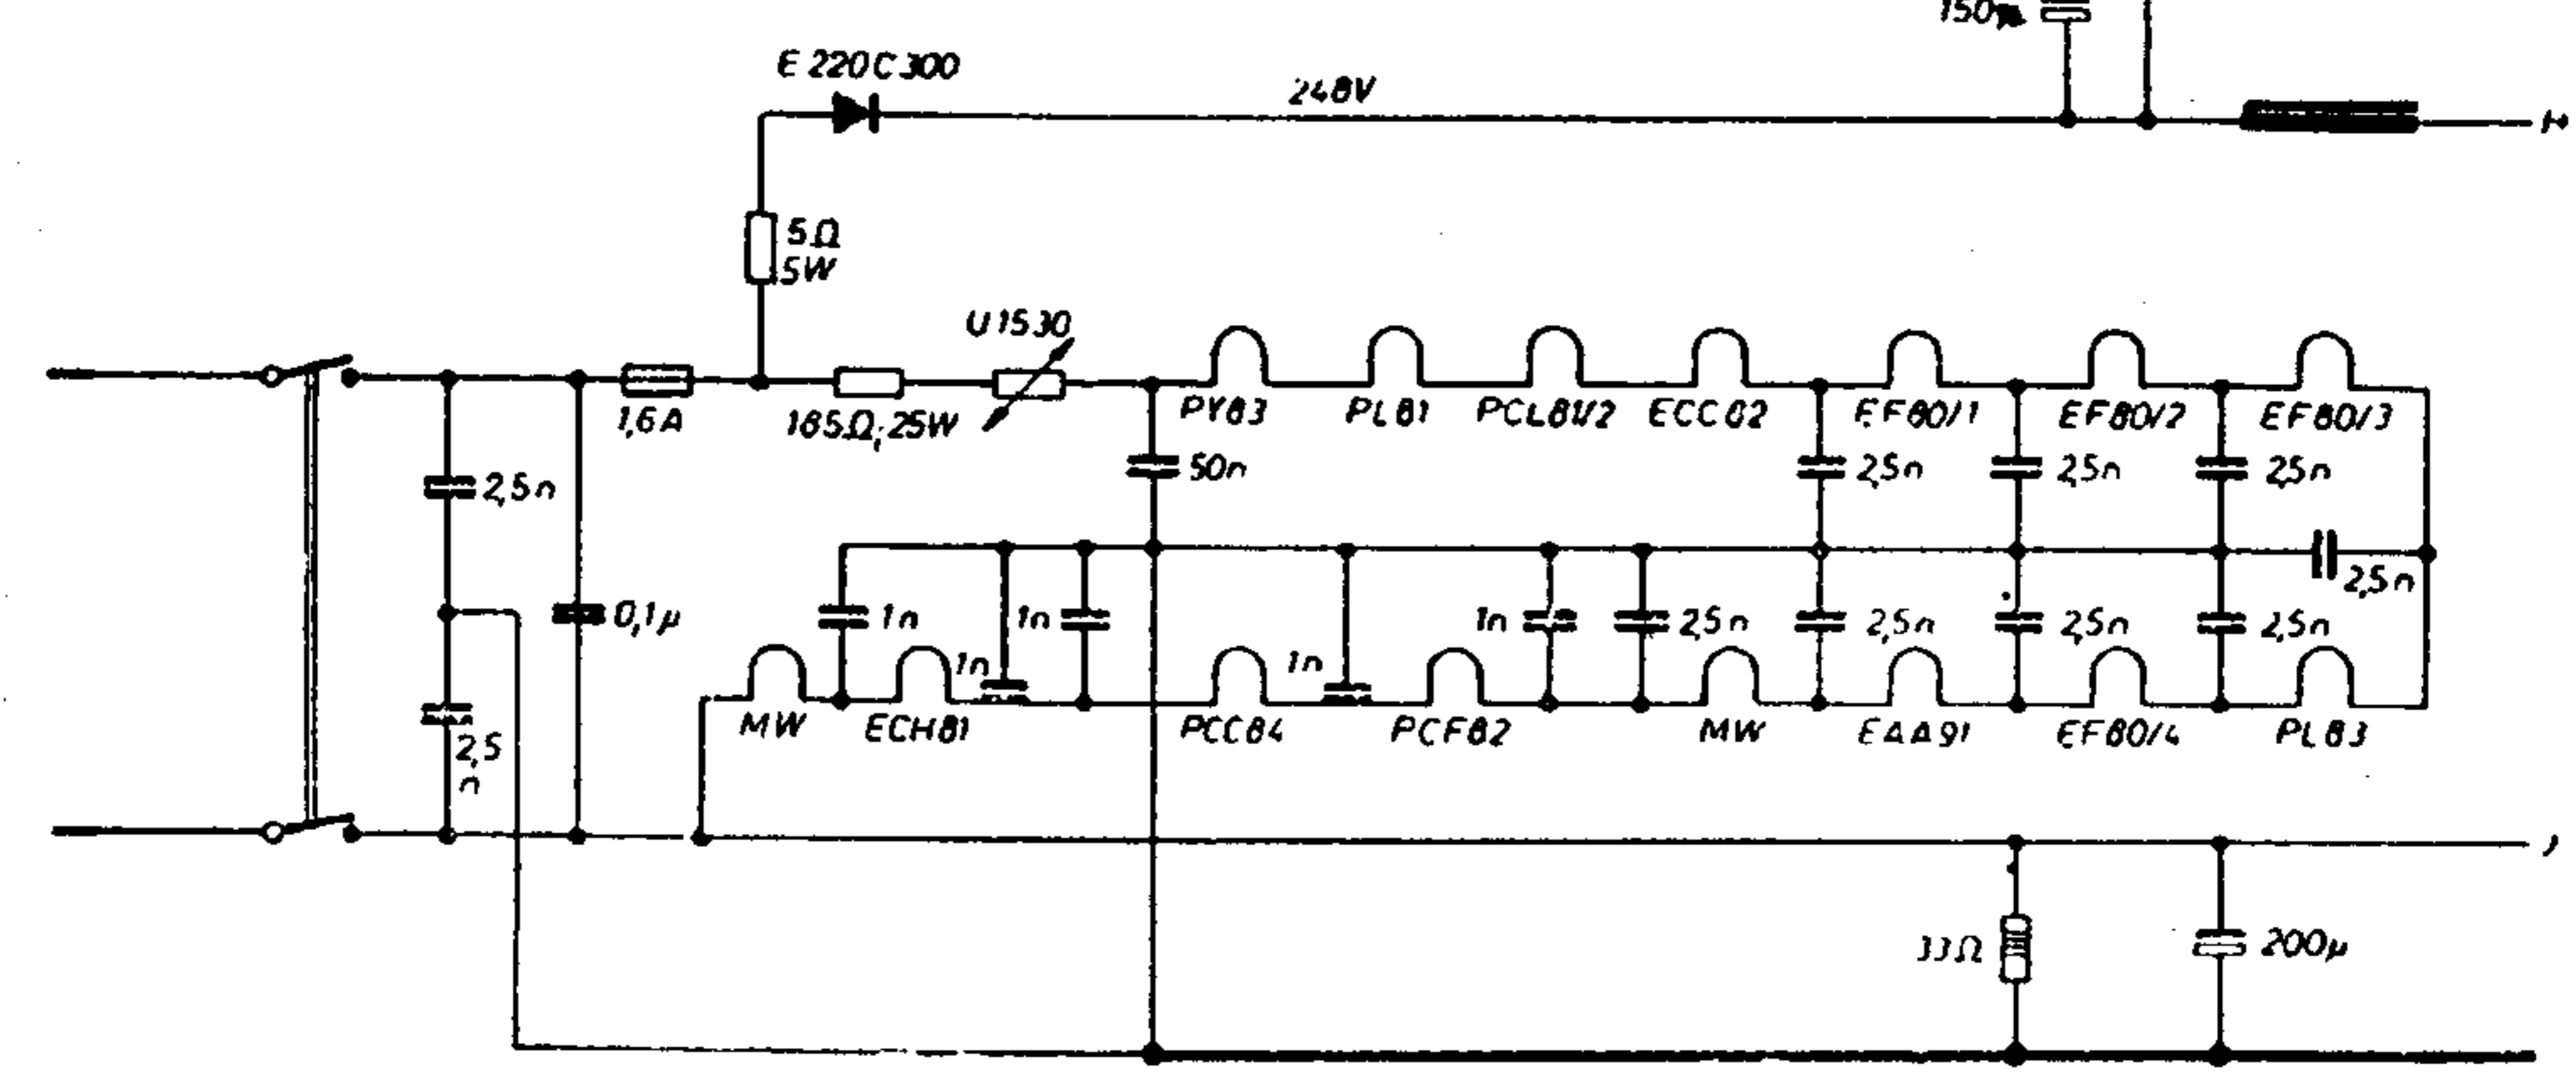 150
E 220 C 300
248V
5Ω
5W
U 1530
1,6A
185Ω; 25W
PY83
PL81
PCL81/2
ECC82
EF80/1
EF80/2
EF80/3
2,5n
50n
2,5n
2,5n
2,5n
2,5n
0,1µ
1n
1n
1n
2,5n
2,5n
2,5n
2,5n
1n
1n
MW
ECH81
PCC84
PCF82
MW
EAA91
EF80/4
PL83
2,5
n
33Ω
200µ